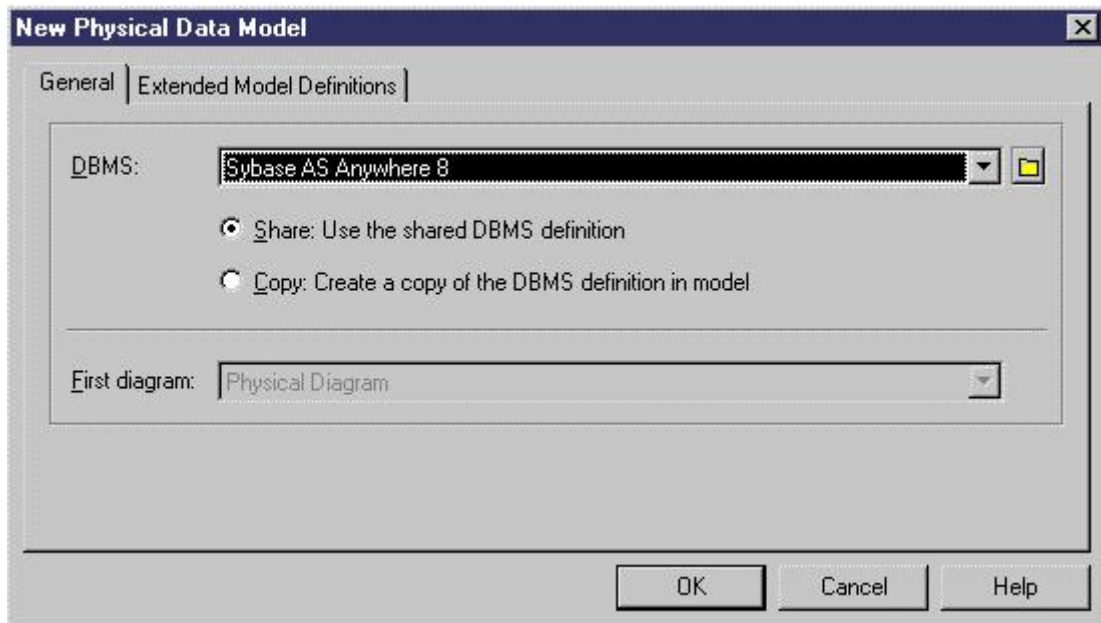 New Physical Data Model
General
Extended Model Definitions
DBMS:
Sybase AS Anywhere 8
Share: Use the shared DBMS definition
Copy: Create a copy of the DBMS definition in model
First diagram:
Physical Diagram
OK
Cancel
Help